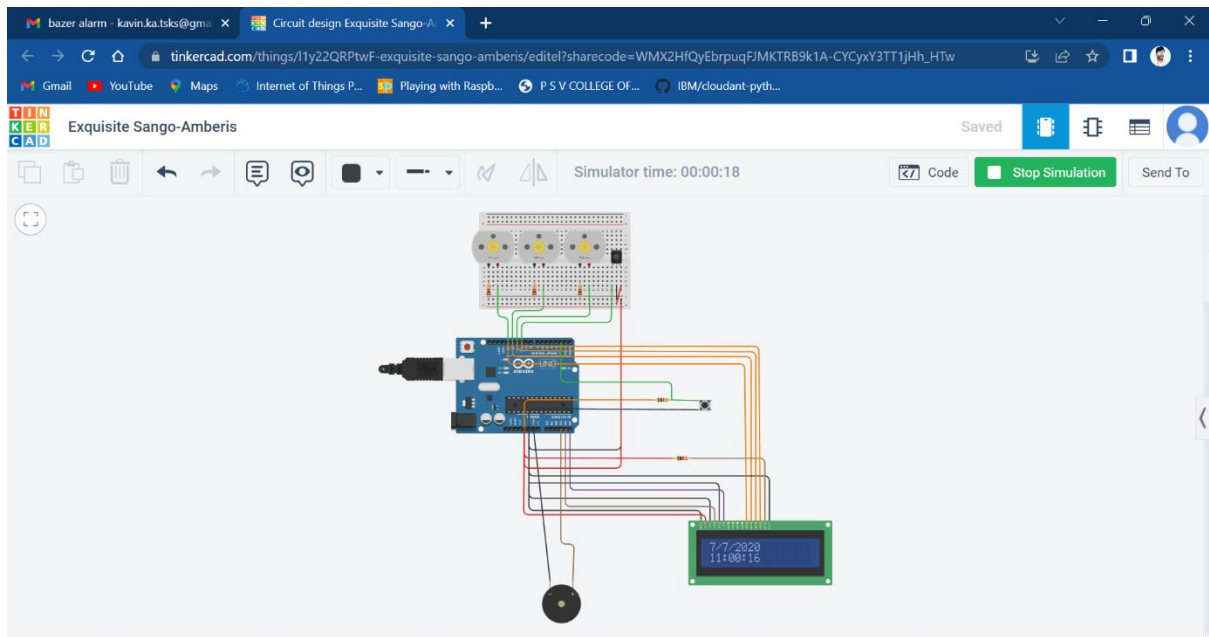 bazer alarm - kavin.ka.tsks@gma
Circuit design Exquisite Sango-A
tinkercad.com/things/l1y22QRPtwF-exquisite-sango-amberis/editel?sharecode=WMX2HfQyEbrpuqFJMKTRB9k1A-CYCyxY3TT1jHh_HTw
Gmail
YouTube
Maps
Internet of Things P...
Playing with Raspb...
P S V COLLEGE OF...
IBM/cloudant-pyth...
TIN
KER
CAD
Exquisite Sango-Amberis
Saved
Simulator time: 00:00:18
Code
Stop Simulation
Send To
UNO
ARDUINO
7/7/2020
11:00:16